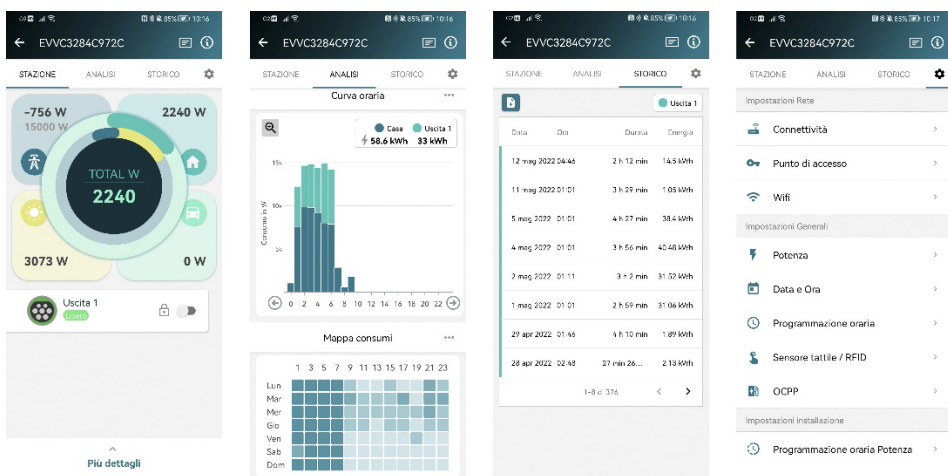 85% 10:16
EVVC3284C972C
STAZIONE ANALISI STORICO
-756 W
15000 W
2240 W
TOTAL W
2240
3073 W
0 W
Uscita 1
Libero
Più dettagli
85% 10:16
EVVC3284C972C
STAZIONE ANALISI STORICO
Curva oraria
Casa Uscita 1
58.6 kWh 33 kWh
Consumo in W
15k
10k
5k
0 2 4 6 8 10 12 14 16 18 20 22
Mappa consumi
1 3 5 7 9 11 13 15 17 19 21 23
Lun
Mar
Mer
Gio
Ven
Sab
Dom
85% 10:16
EVVC3284C972C
STAZIONE ANALISI STORICO
Uscita 1
Data Ora Durata Energia
12 mag 2022 04:46 2 h 12 min 14.5 kWh
11 mag 2022 01:01 3 h 29 min 1.05 kWh
5 mag 2022 01:01 4 h 27 min 38.4 kWh
4 mag 2022 01:01 3 h 56 min 40.48 kWh
2 mag 2022 01:11 3 h 2 min 31.52 kWh
1 mag 2022 01:01 2 h 59 min 31.06 kWh
29 apr 2022 01:46 4 h 10 min 1.89 kWh
28 apr 2022 02:48 27 min 26... 2.13 kWh
1-8 di 376
85% 10:17
EVVC3284C972C
STAZIONE ANALISI STORICO
Impostazioni Rete
Connettività
Punto di accesso
Wifi
Impostazioni Generali
Potenza
Data e Ora
Programmazione oraria
Sensore tattile / RFID
OCPP
Impostazioni installazione
Programmazione oraria Potenza